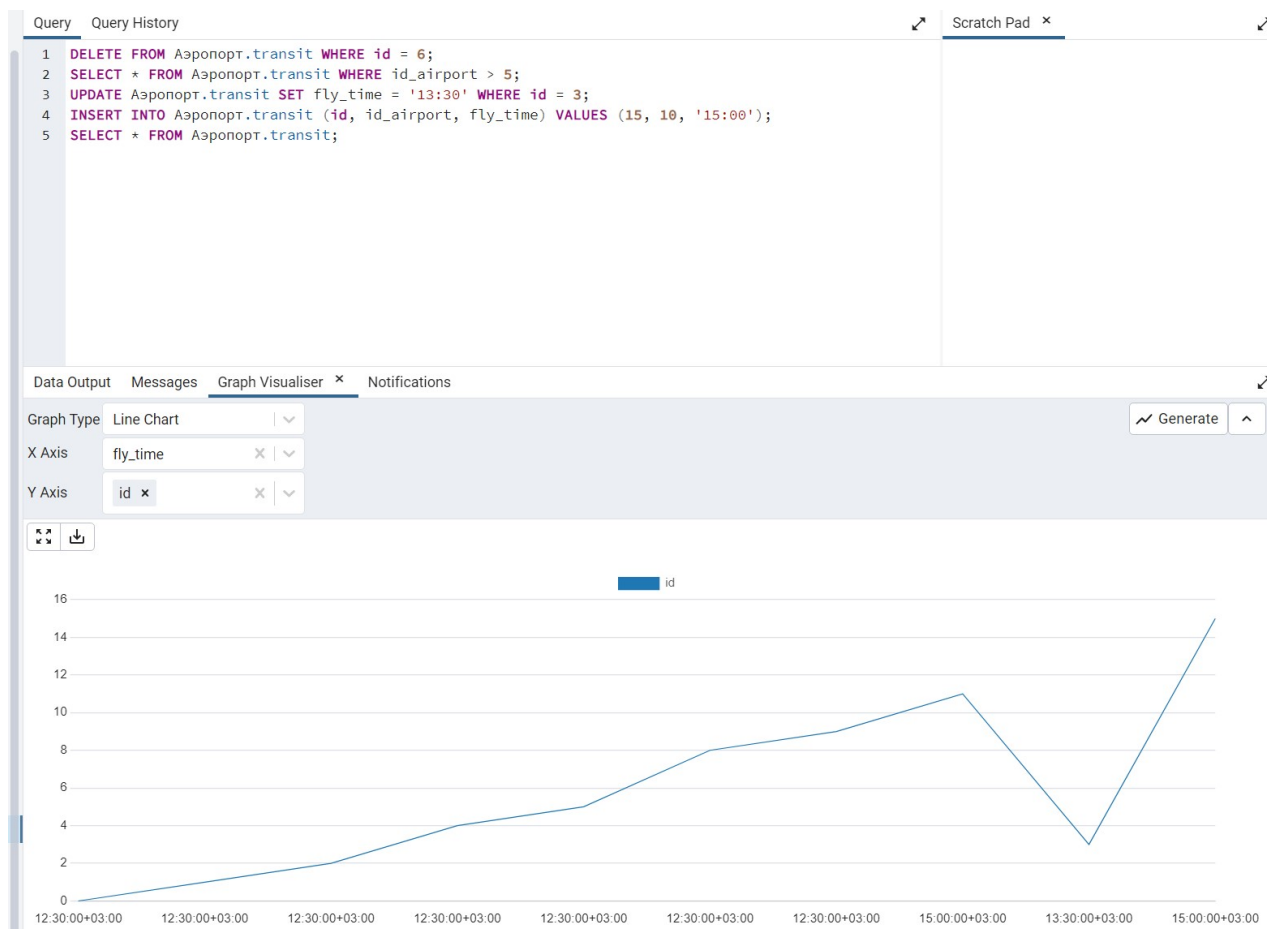 Query Query History Scratch Pad ×
1 DELETE FROM Аэропорт.transit WHERE id = 6;
2 SELECT * FROM Аэропорт.transit WHERE id_airport > 5;
3 UPDATE Аэропорт.transit SET fly_time = '13:30' WHERE id = 3;
4 INSERT INTO Аэропорт.transit (id, id_airport, fly_time) VALUES (15, 10, '15:00');
5 SELECT * FROM Аэропорт.transit;
Data Output Messages Graph Visualiser × Notifications
Graph Type Line Chart Generate
X Axis fly_time
Y Axis id ×
id
16
14
12
10
8
6
4
2
0
12:30:00+03:00 12:30:00+03:00 12:30:00+03:00 12:30:00+03:00 12:30:00+03:00 12:30:00+03:00 12:30:00+03:00 15:00:00+03:00 13:30:00+03:00 15:00:00+03:00